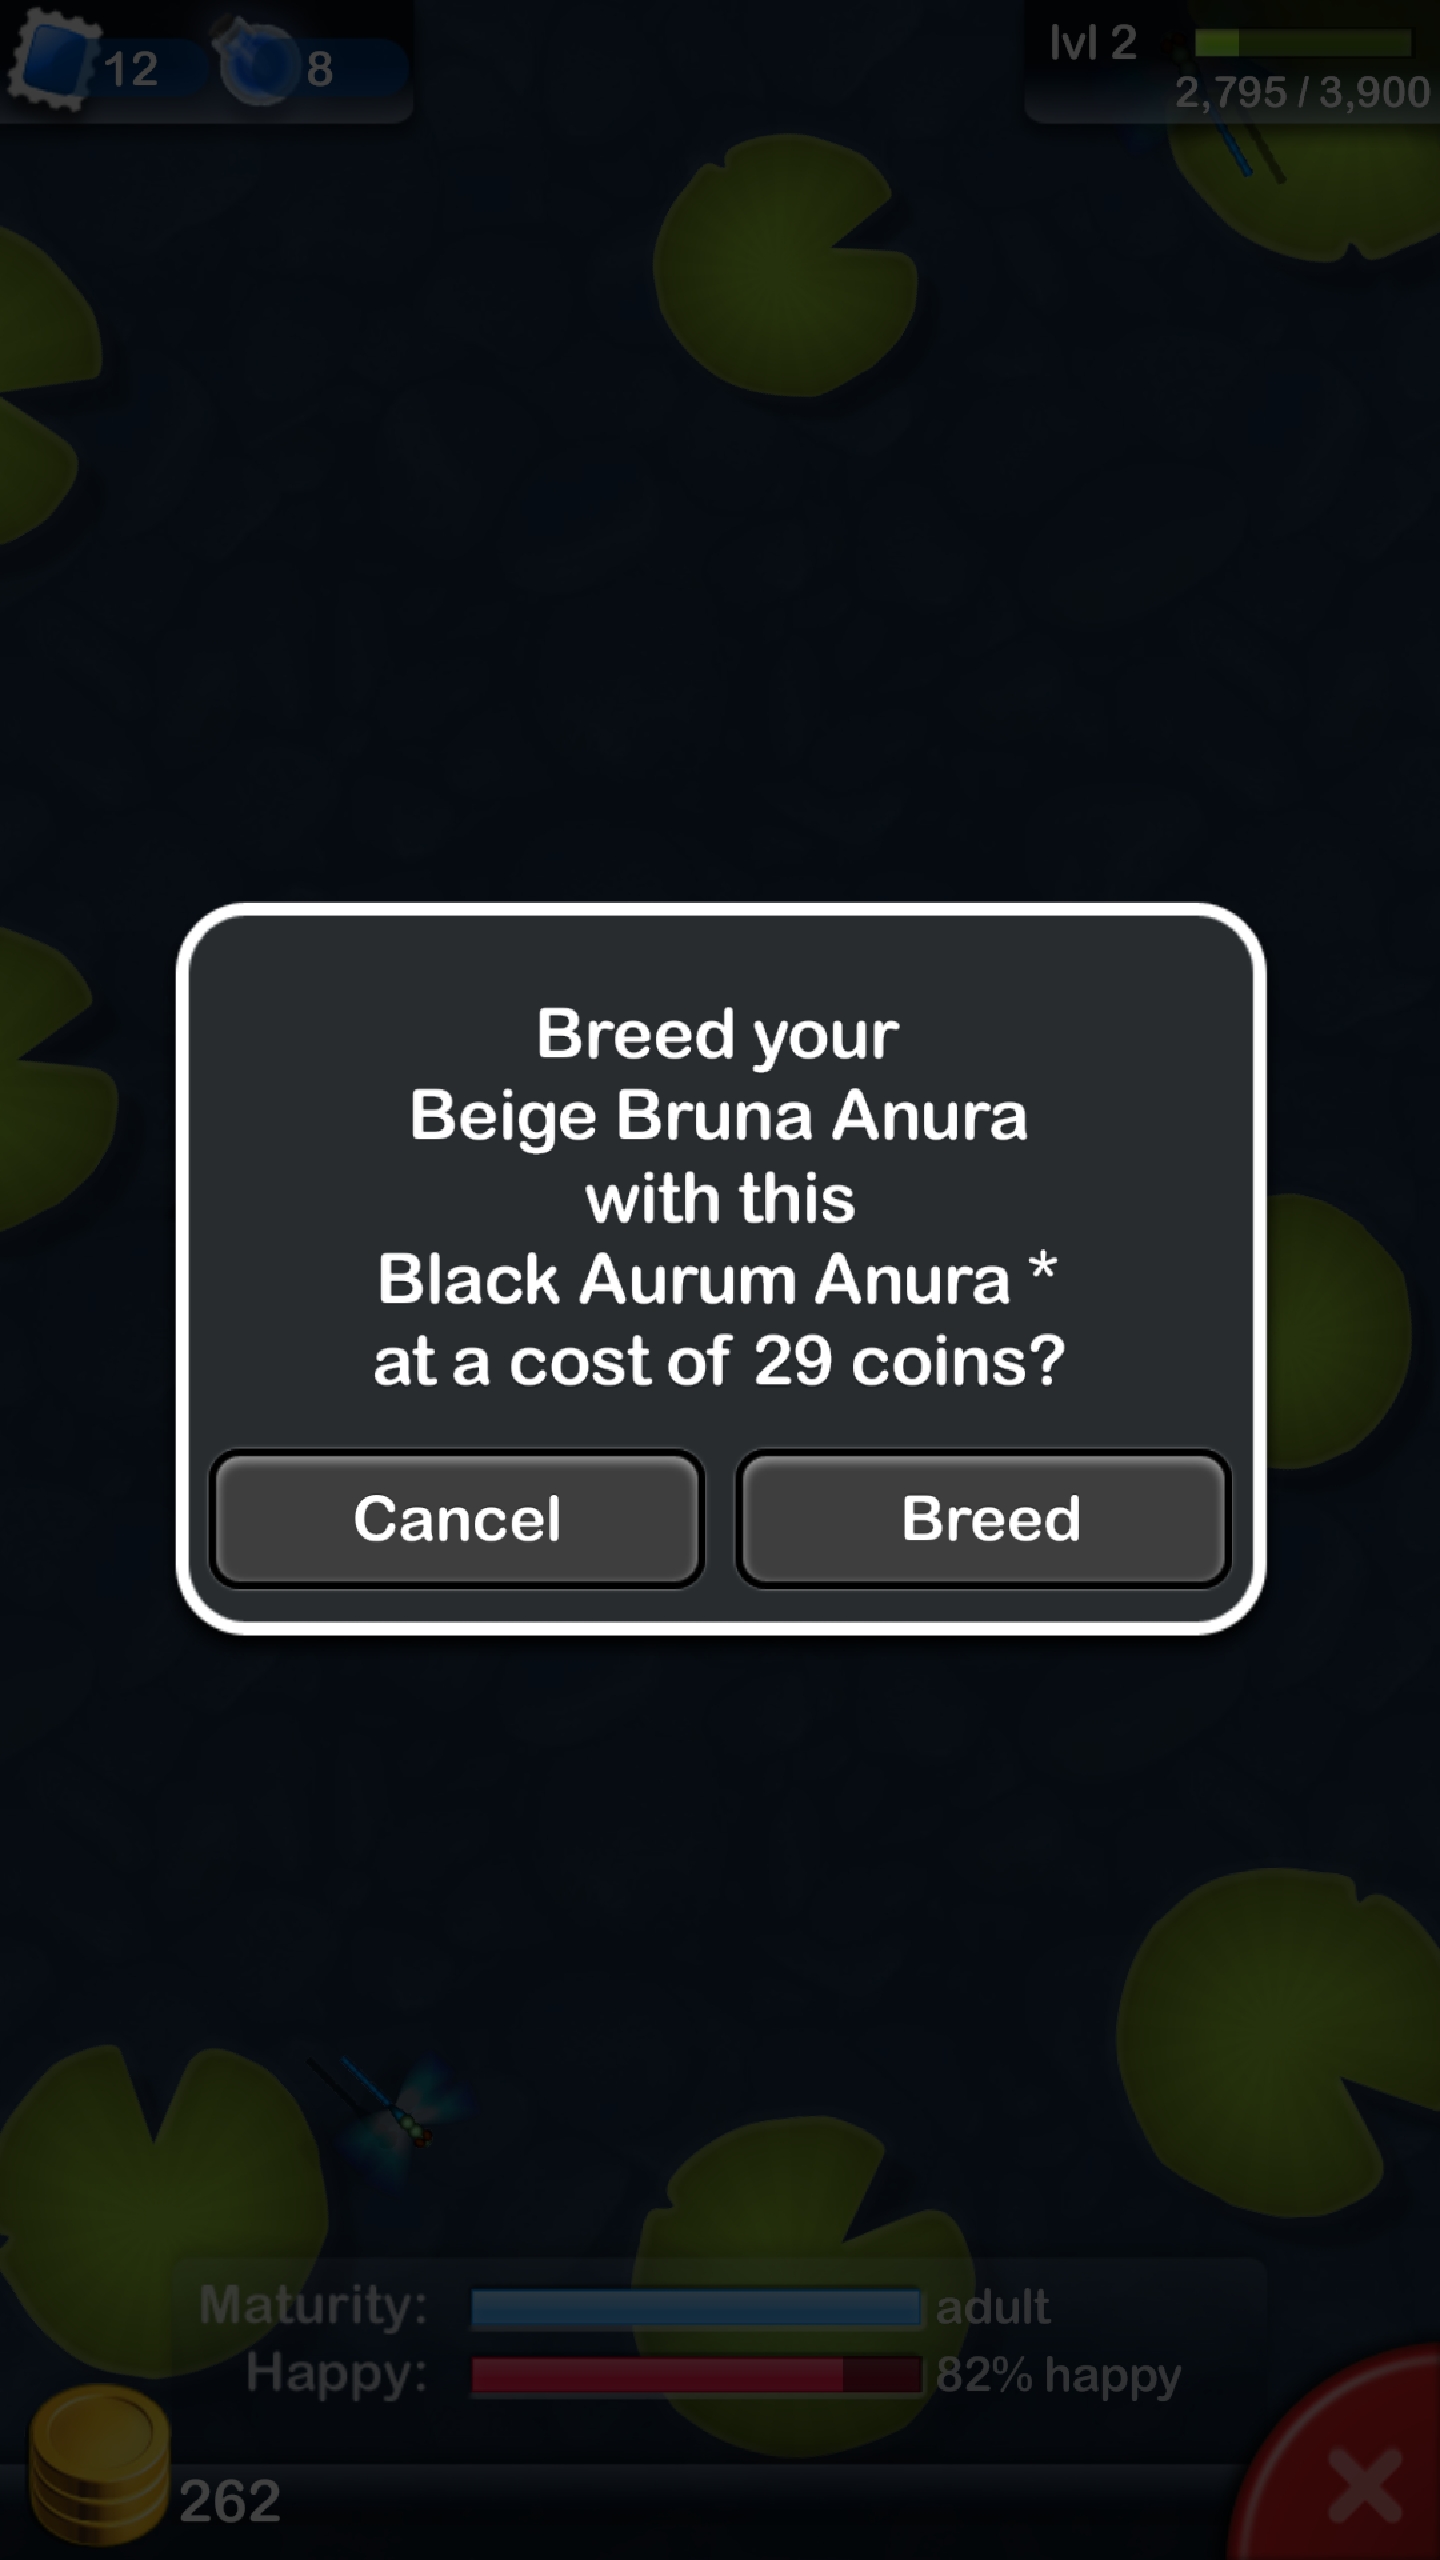 12 8 lvl 2
2,795 / 3,900
Breed your
Beige Bruna Anura
with this
Black Aurum Anura *
at a cost of 29 coins?
Cancel Breed
Maturity: adult
Happy: 82% happy
262